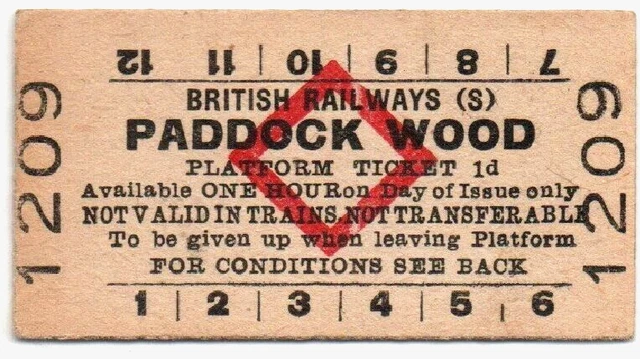 12 | 11 | 10 | 9 | 8 | 7
BRITISH RAILWAYS (S)
PADDOCK WOOD
PLATFORM TICKET 1d
Available ONE HOUR on Day of Issue only
NOT VALID IN TRAINS. NOT TRANSFERABLE
To be given up when leaving Platform
FOR CONDITIONS SEE BACK
1 | 2 | 3 | 4 | 5 | 6
1209
1209